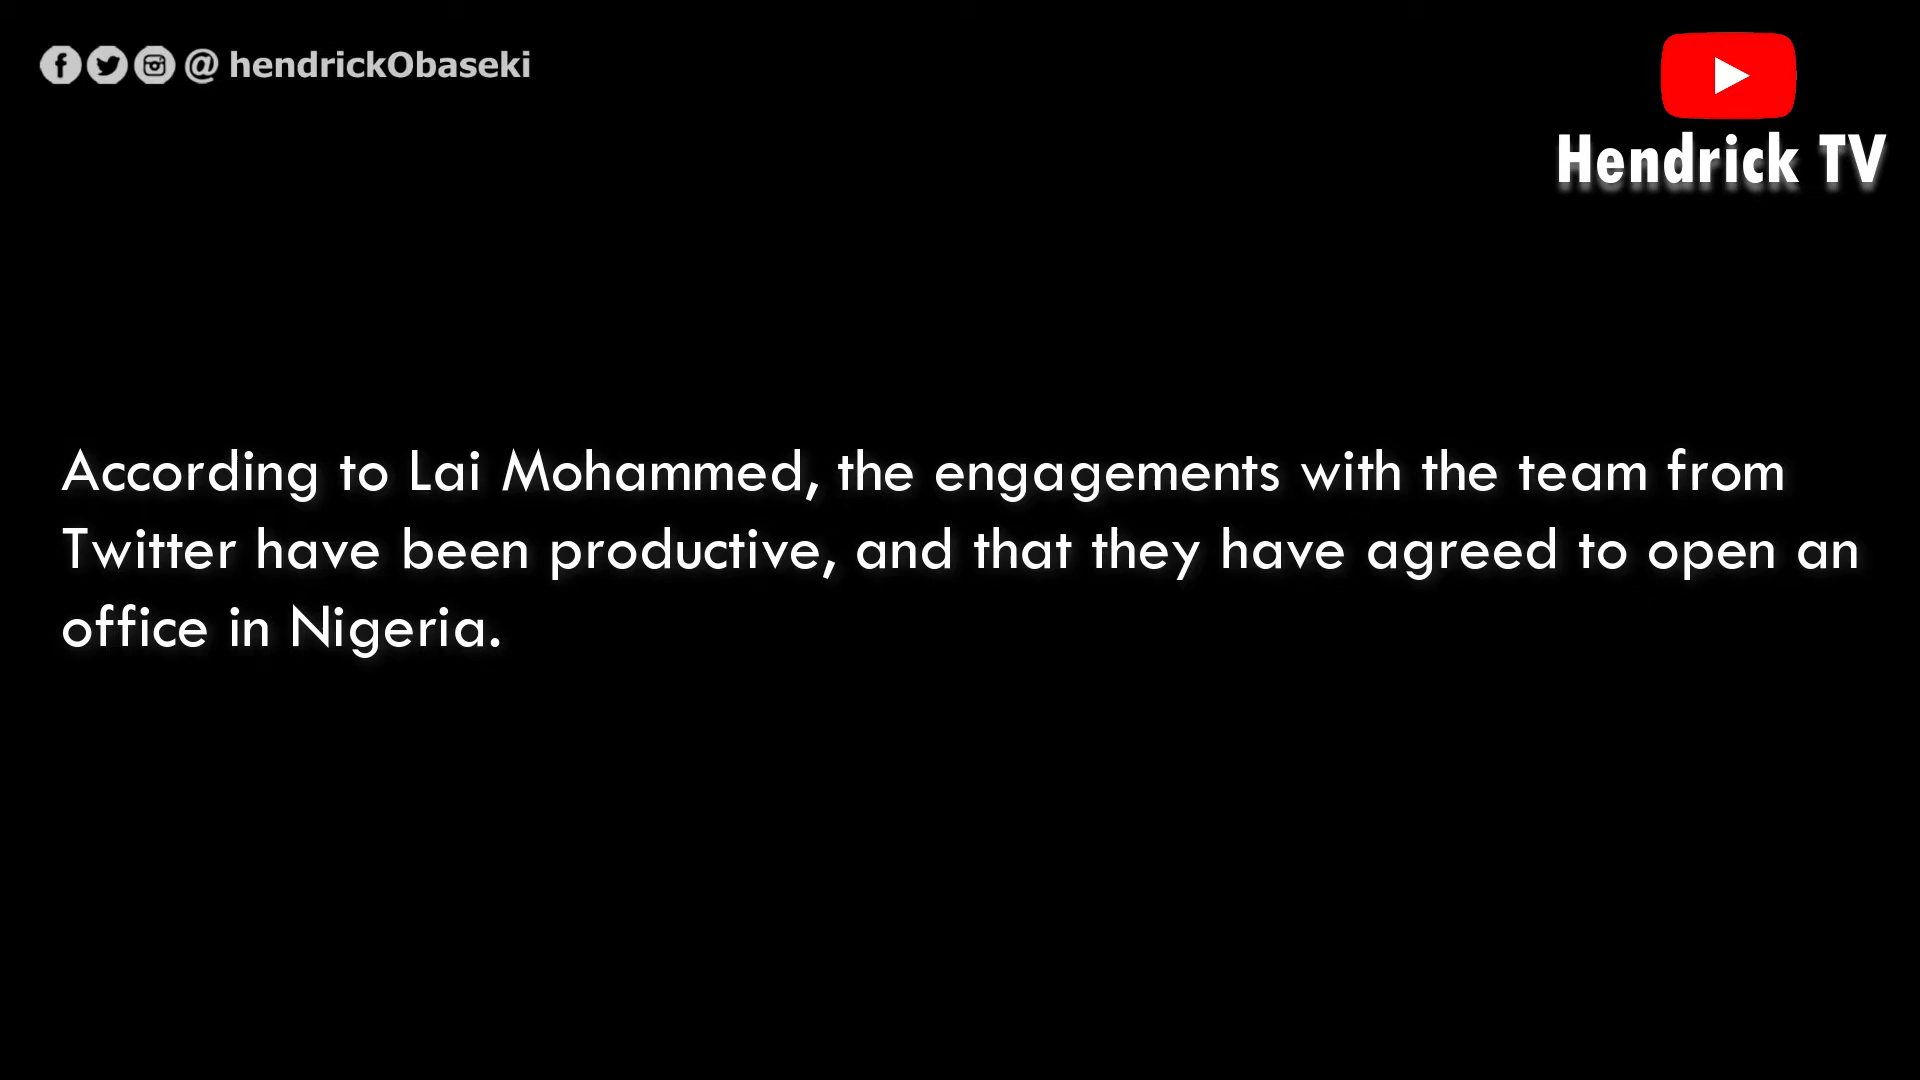 @ hendrickObaseki
Hendrick TV
According to Lai Mohammed, the engagements with the team from
Twitter have been productive, and that they have agreed to open an
office in Nigeria.